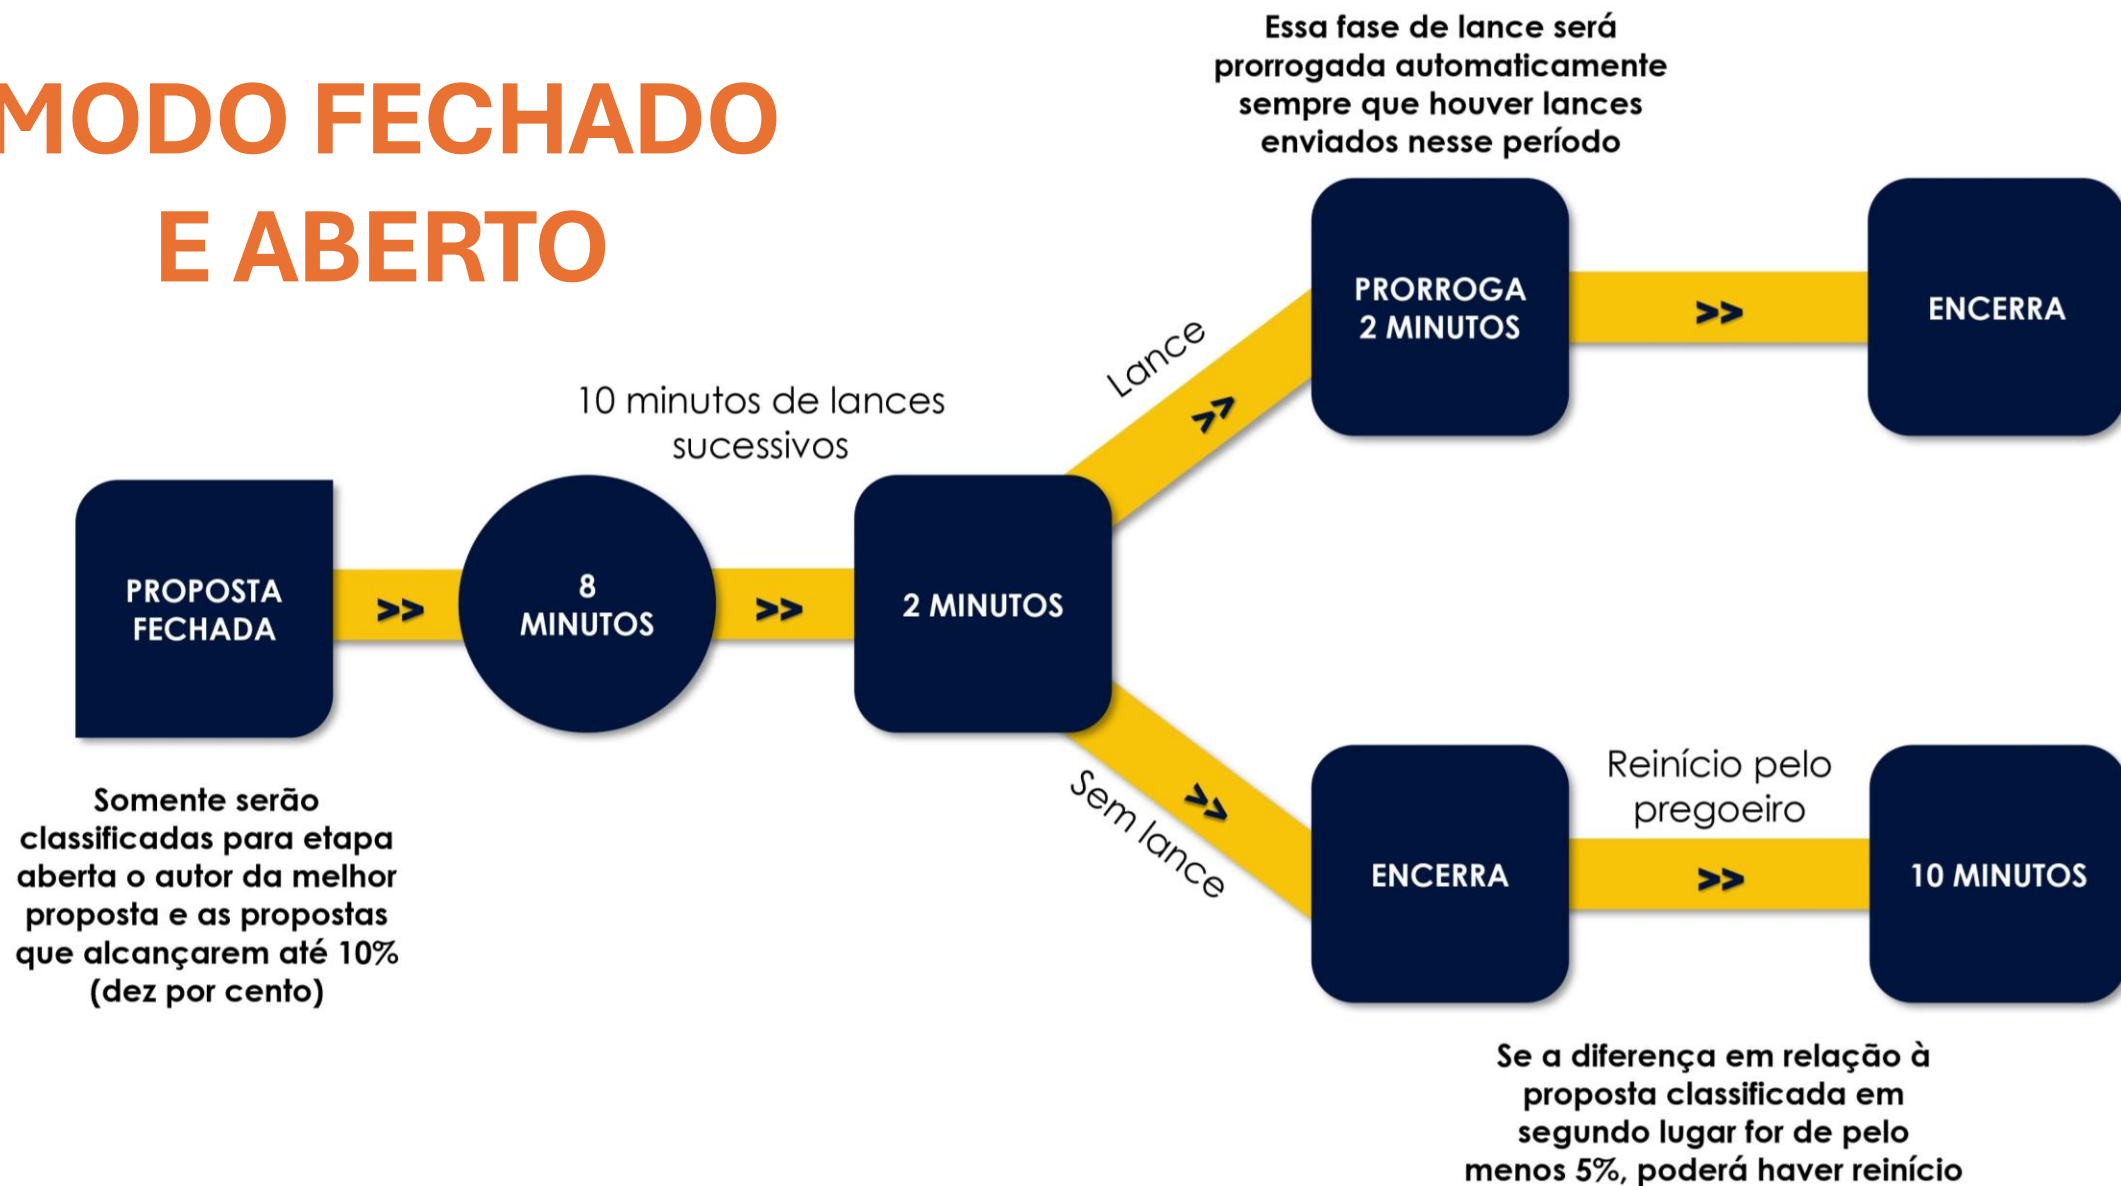 MODO FECHADO
E ABERTO
Essa fase de lance será
prorrogada automaticamente
sempre que houver lances
enviados nesse período
PRORROGA
2 MINUTOS
>>
ENCERRA
Lance
>>
10 minutos de lances
sucessivos
PROPOSTA
FECHADA
>>
8
MINUTOS
>>
2 MINUTOS
Somente serão
classificadas para etapa
aberta o autor da melhor
proposta e as propostas
que alcançarem até 10%
(dez por cento)
Sem lance
>>
ENCERRA
Reinício pelo
pregoeiro
>>
10 MINUTOS
Se a diferença em relação à
proposta classificada em
segundo lugar for de pelo
menos 5%, poderá haver reinício